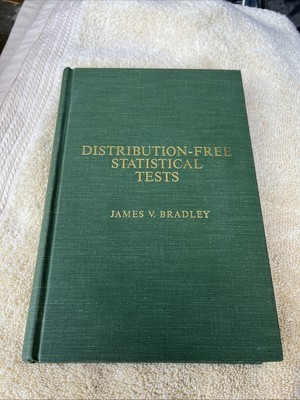 DISTRIBUTION-FREE
STATISTICAL
TESTS
JAMES V. BRADLEY